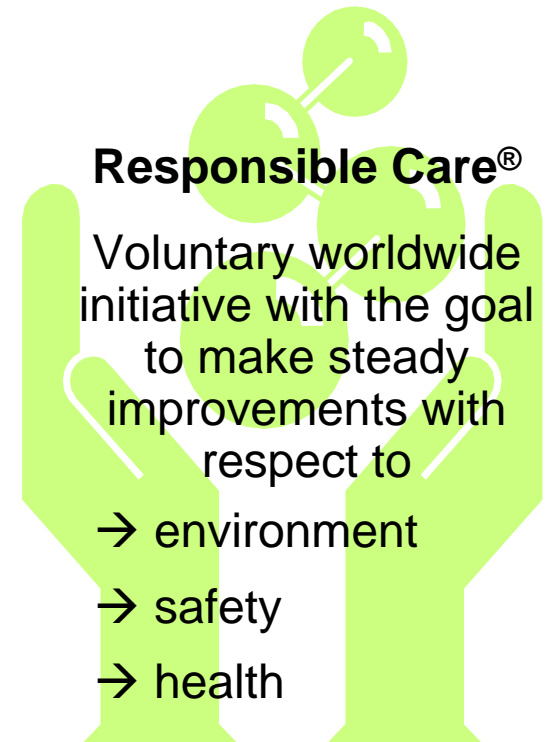 Responsible Care®
Voluntary worldwide
initiative with the goal
to make steady
improvements with
respect to
→ environment
→ safety
→ health